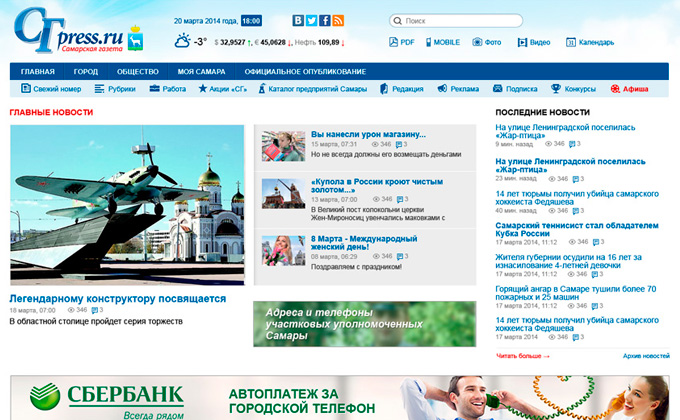 СГpress.ru
Самарская газета
20 марта 2014 года, 18:00
-3° $ 32,9527 ↑, € 45,0628 ↓, Нефть 109,89 ↓
Поиск
PDF MOBILE Фото Видео Календарь
ГЛАВНАЯ ГОРОД ОБЩЕСТВО МОЯ САМАРА ОФИЦИАЛЬНОЕ ОПУБЛИКОВАНИЕ
Свежий номер Рубрики Работа Акции «СГ» Каталог предприятий Самары Редакция Реклама Подписка Конкурсы Афиша
ГЛАВНЫЕ НОВОСТИ
Легендарному конструктору посвящается
18 марта, 07:00 346 3
В областной столице пройдет серия торжеств
Вы нанесли урон магазину...
15 марта, 07:31 346 3
Но не всегда должны его возмещать деньгами
«Купола в России кроют чистым
золотом...»
13 марта, 07:00 346 3
В Великий пост колокольни церкви
Жен-Мироносиц увенчались маковками с
8 Марта - Международный
женский день!
08 марта, 06:29 346 3
Поздравляем с праздником!
Адреса и телефоны
участковых уполномоченных
Самары
ПОСЛЕДНИЕ НОВОСТИ
На улице Ленинградской поселилась
«Жар-птица»
9 мин. назад 346 3
На улице Ленинградской поселилась
«Жар-птица»
23 мин. назад 346 3
14 лет тюрьмы получил убийца самарского
хоккеиста Федяшева
40 мин. назад 346 3
Самарский теннисист стал обладателем
Кубка России
17 марта 2014 346 3
Жителя губернии осудили на 16 лет за
изнасилование 4-летней девочки
17 марта 2014, 11:12 346 3
Горящий ангар в Самаре тушили более 70
пожарных и 25 машин
17 марта 2014, 11:12 346 3
14 лет тюрьмы получил убийца самарского
хоккеиста Федяшева
17 марта 2014, 11:12 346 3
Читать больше → Архив новостей
СБЕРБАНК
Всегда рядом
АВТОПЛАТЕЖ ЗА
ГОРОДСКОЙ ТЕЛЕФОН